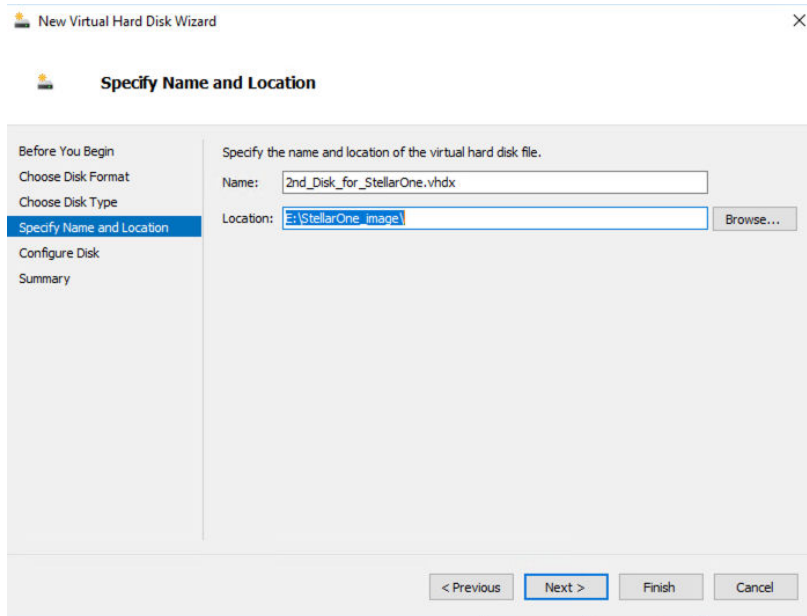 New Virtual Hard Disk Wizard
Specify Name and Location
Before You Begin
Choose Disk Format
Choose Disk Type
Specify Name and Location
Configure Disk
Summary
Specify the name and location of the virtual hard disk file.
Name: 2nd_Disk_for_StellarOne.vhdx
Location: E:\StellarOne_image\ Browse...
< Previous Next > Finish Cancel